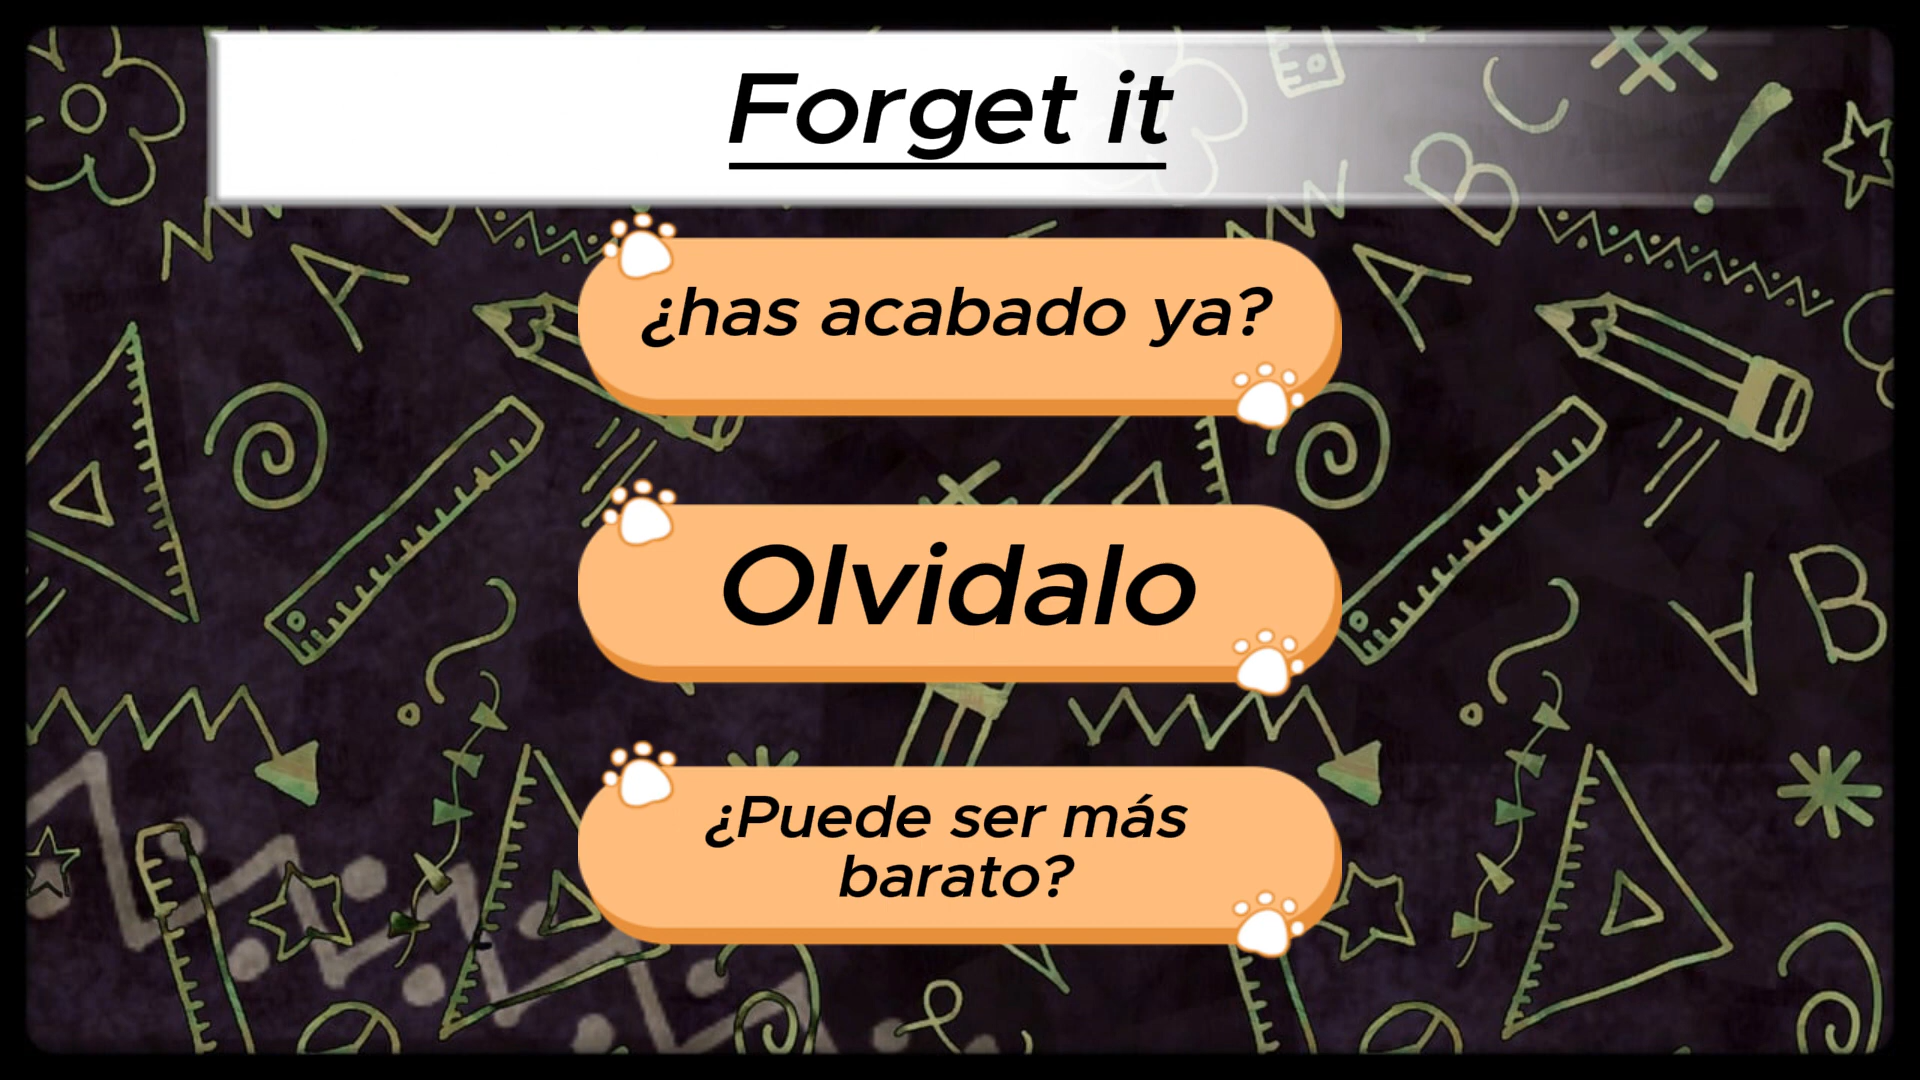 Forget it
¿has acabado ya?
Olvidalo
¿Puede ser más
barato?